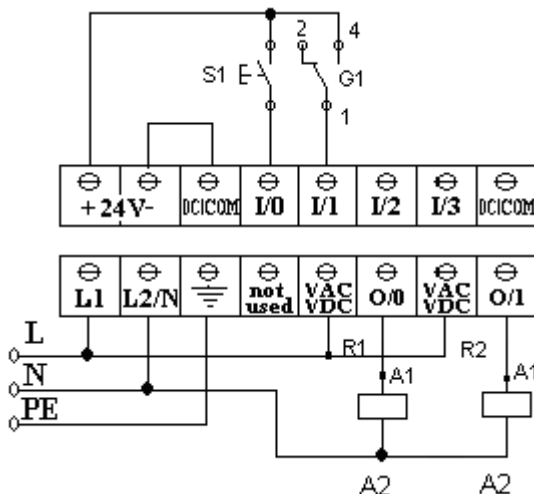 2 4
S1 G1
1
+ 24V- DCICOM I/0 I/1 I/2 I/3 DCICOM
L1 L2/N not used VAC VDC O/0 VAC VDC O/1
L R1 R2
A1 A1
N
PE
A2 A2